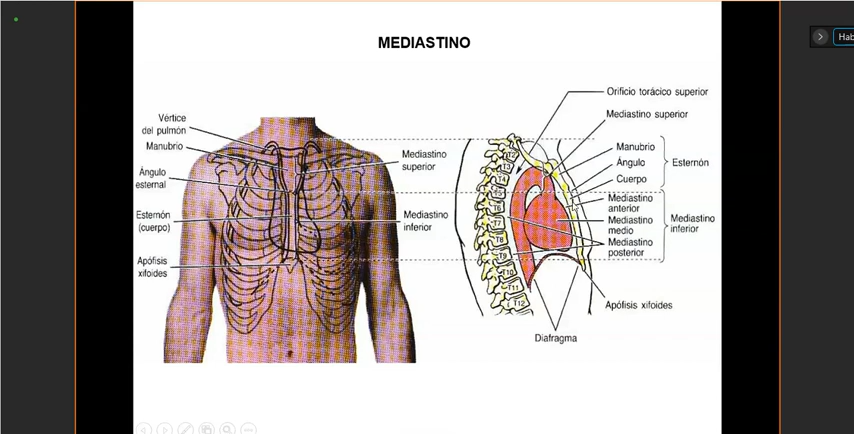 MEDIASTINO
Vértice
del pulmón
Manubrio
Ángulo
esternal
Esternón
(cuerpo)
Apófisis
xifoides
Mediastino
superior
Mediastino
inferior
Orificio torácico superior
Mediastino superior
Manubrio
Ángulo
Cuerpo
Esternón
Mediastino
anterior
Mediastino
medio
Mediastino
posterior
Mediastino
inferior
Apófisis xifoides
Diafragma
T2
T3
T4
T5
T6
T7
T8
T9
T10
T11
T12
Hab